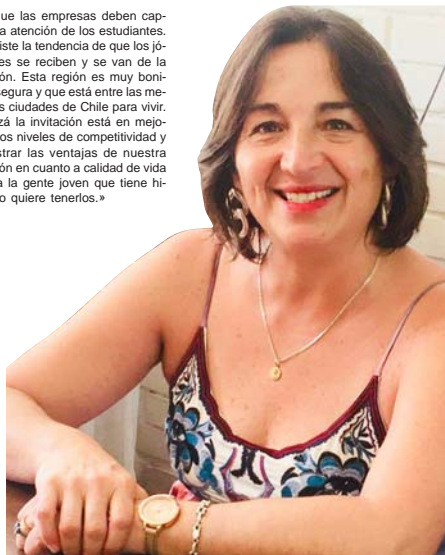 ue las empresas deben cap-
a atención de los estudiantes.
iste la tendencia de que los jó-
es se reciben y se van de la
ón. Esta región es muy boni-
segura y que está entre las me-
s ciudades de Chile para vivir.
zá la invitación está en mejo-
os niveles de competitividad y
strar las ventajas de nuestra
ón en cuanto a calidad de vida
a la gente joven que tiene hi-
o quiere tenerlos.»